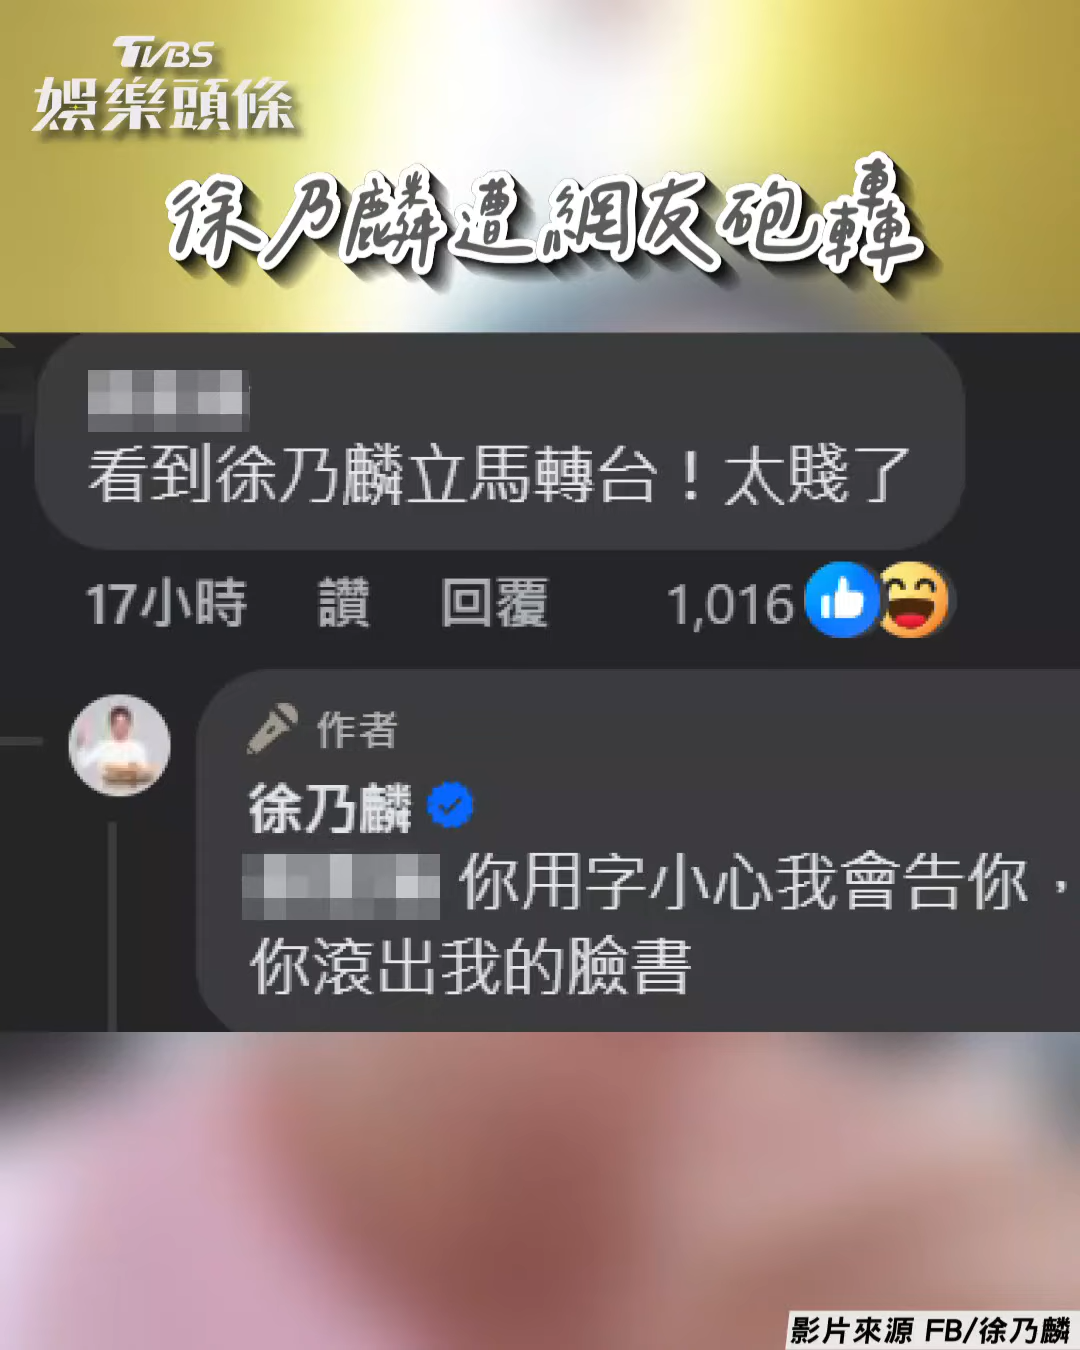 TVBS
娛樂頭條
徐乃麟遭網友砲轟
看到徐乃麟立馬轉台！太賤了
17小時 讚 回覆 1,016
作者
徐乃麟
你用字小心我會告你，
你滾出我的臉書
影片來源 FB/徐乃麟